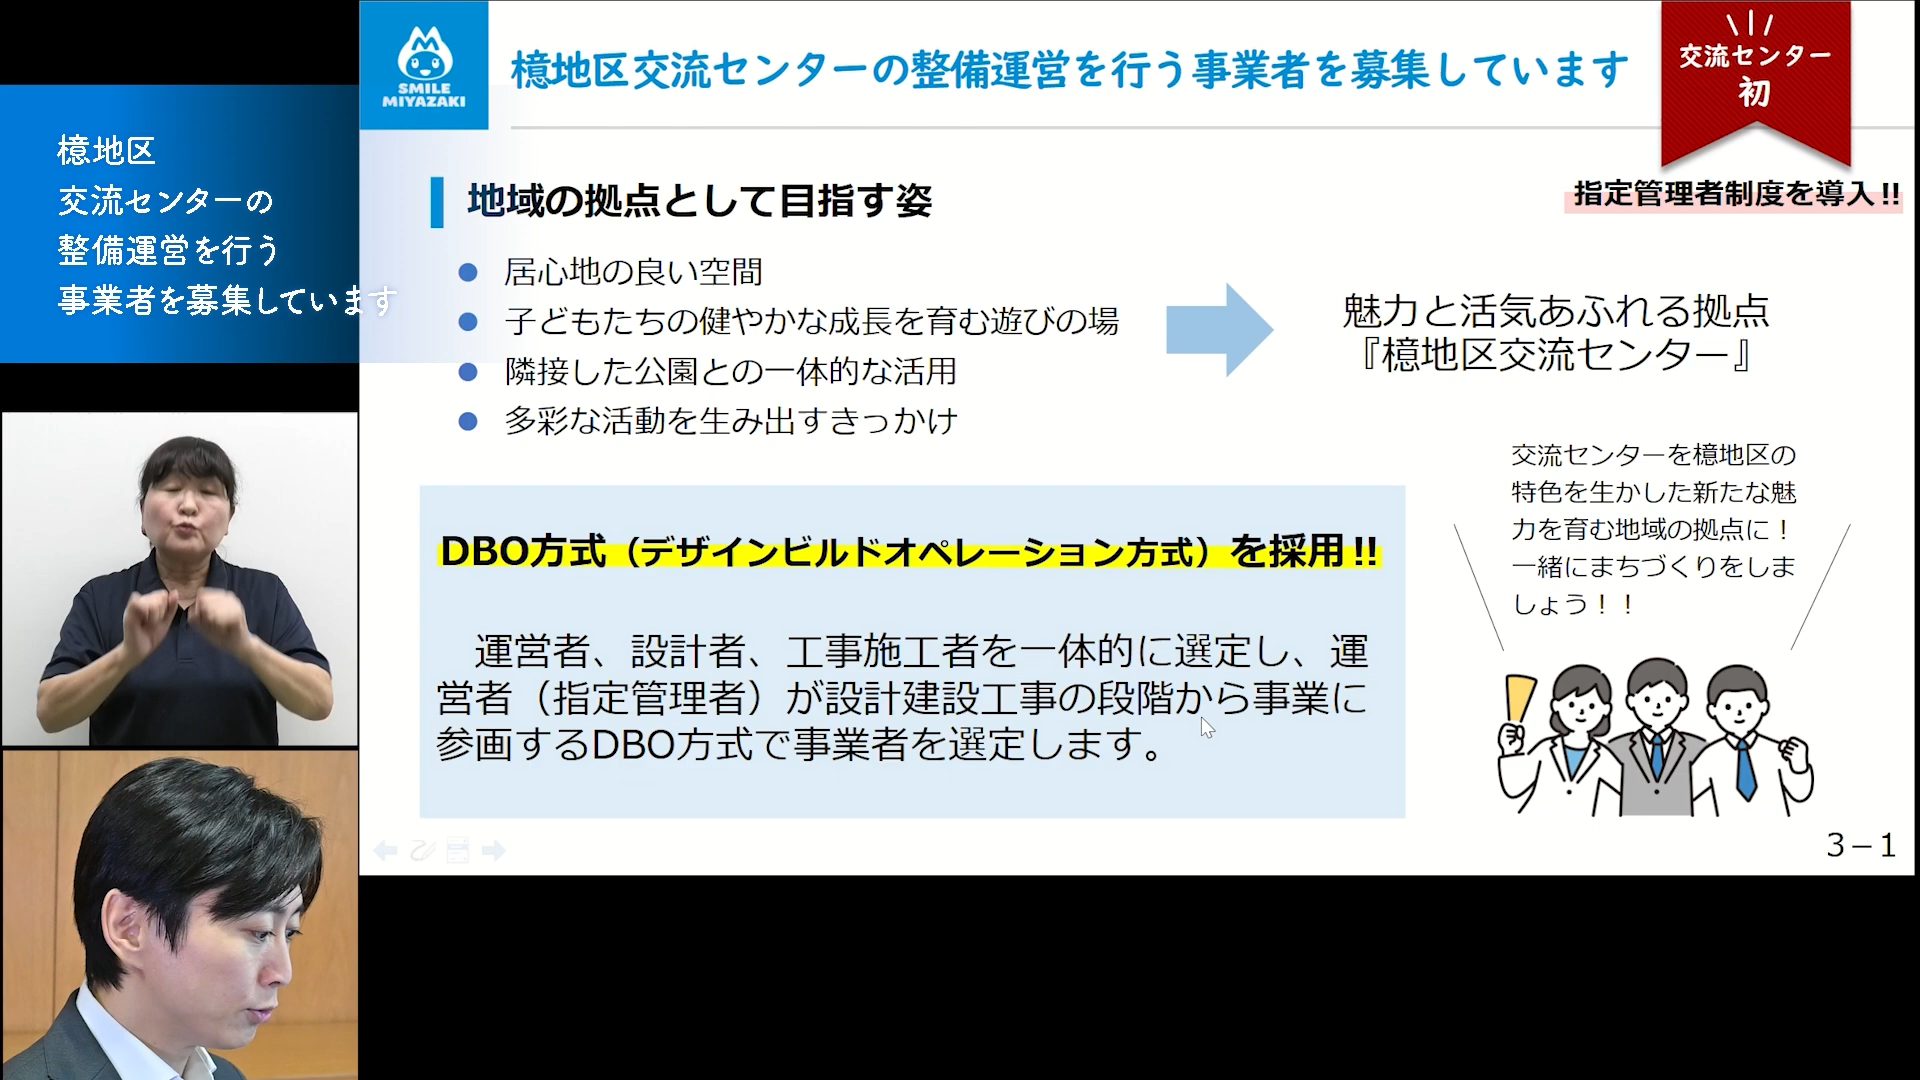 檍地区
交流センターの
整備運営を行う
事業者を募集しています
SMILE
MIYAZAKI
檍地区交流センターの整備運営を行う事業者を募集しています
交流センター
初
指定管理者制度を導入!!
地域の拠点として目指す姿
● 居心地の良い空間
● 子どもたちの健やかな成長を育む遊びの場
● 隣接した公園との一体的な活用
● 多彩な活動を生み出すきっかけ
魅力と活気あふれる拠点
『檍地区交流センター』
DBO方式（デザインビルドオペレーション方式）を採用!!
運営者、設計者、工事施工者を一体的に選定し、運
営者（指定管理者）が設計建設工事の段階から事業に
参画するDBO方式で事業者を選定します。
交流センターを檍地区の
特色を生かした新たな魅
力を育む地域の拠点に！
一緒にまちづくりをしま
しょう！！
３－１